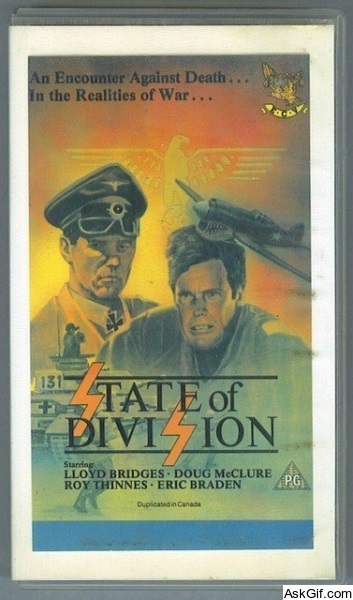 An Encounter Against Death...
In the Realities of War...
131
STATE of
DIVISION
Starring:
LLOYD BRIDGES · DOUG McCLURE
ROY THINNES · ERIC BRADEN
PG
Duplicated in Canada
AskGif.com